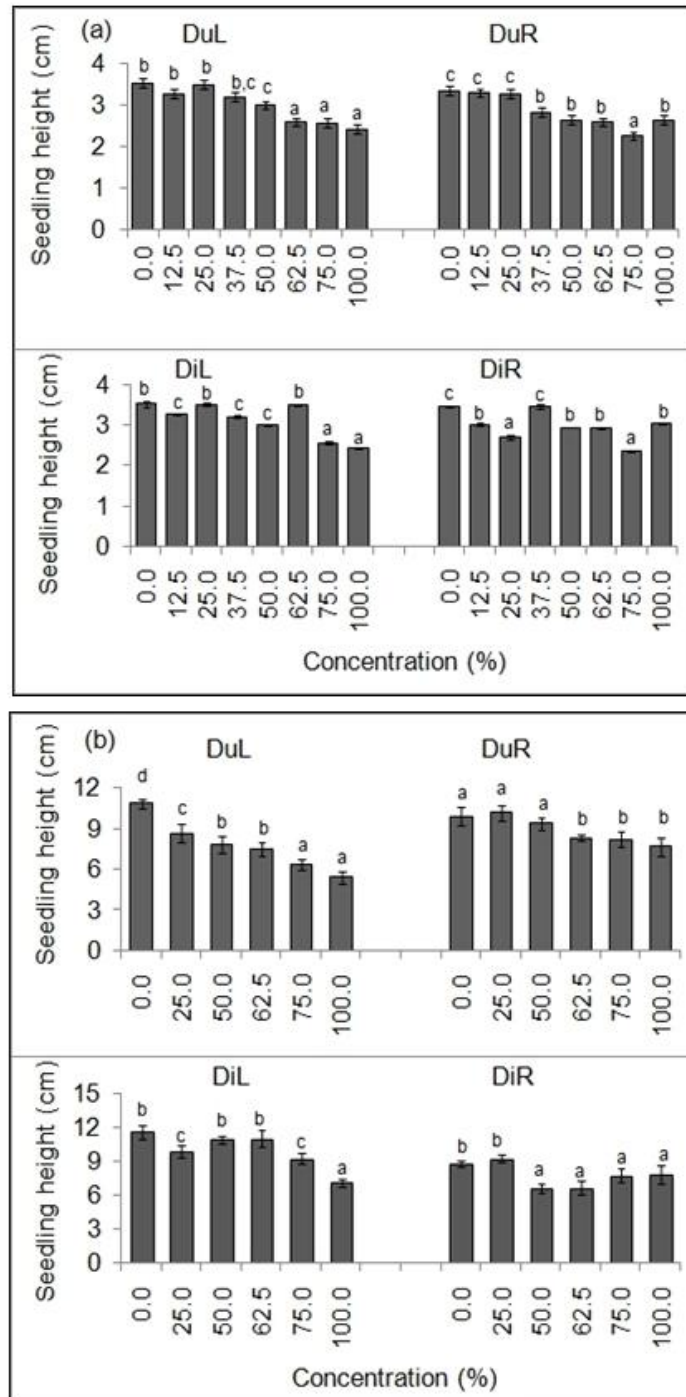 (a)
DuL DuR
Seedling height (cm)
4
3
2
1
0
b b b b,c c a a a c c c b b b a b
0.0 12.5 25.0 37.5 50.0 62.5 75.0 100.0 0.0 12.5 25.0 37.5 50.0 62.5 75.0 100.0
DiL DiR
Seedling height (cm)
4
3
2
1
0
b c b c c b a a c b a c b b a b
0.0 12.5 25.0 37.5 50.0 62.5 75.0 100.0 0.0 12.5 25.0 37.5 50.0 62.5 75.0 100.0
Concentration (%)
(b)
DuL DuR
Seedling height (cm)
12
9
6
3
0
d c b b a a a a a b b b
0.0 25.0 50.0 62.5 75.0 100.0 0.0 25.0 50.0 62.5 75.0 100.0
DiL DiR
Seedling height (cm)
15
12
9
6
3
0
b c b b c a b b a a a a
0.0 25.0 50.0 62.5 75.0 100.0 0.0 25.0 50.0 62.5 75.0 100.0
Concentration (%)